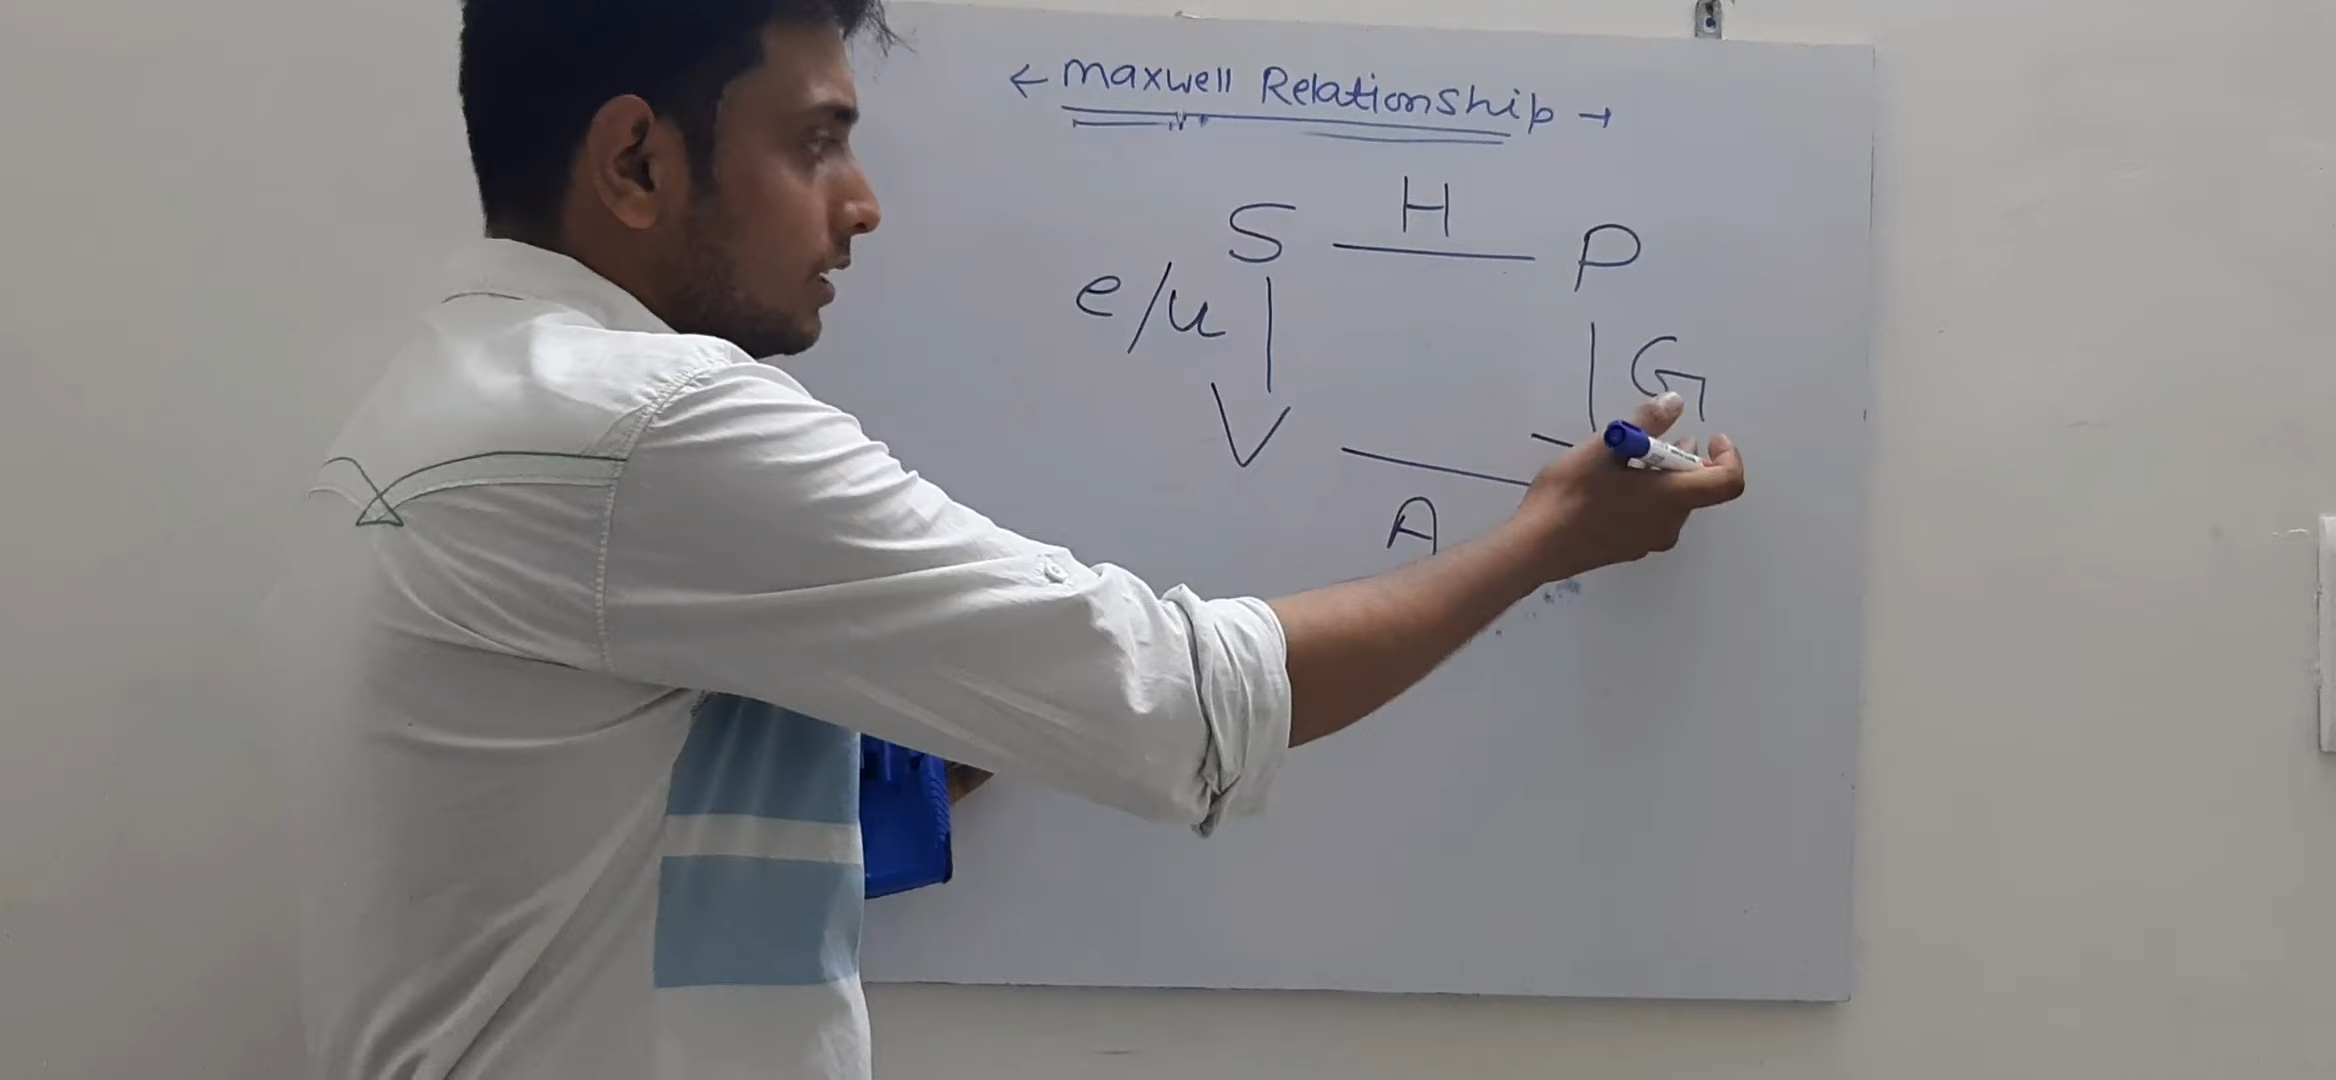 ← Maxwell Relationship →
H
S P
e/u G
V
A